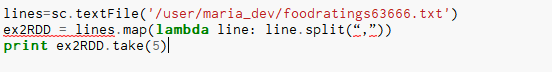 lines=sc.textFile('/user/maria_dev/foodratings63666.txt')
ex2RDD = lines.map(lambda line: line.split(“,”))
print ex2RDD.take(5)